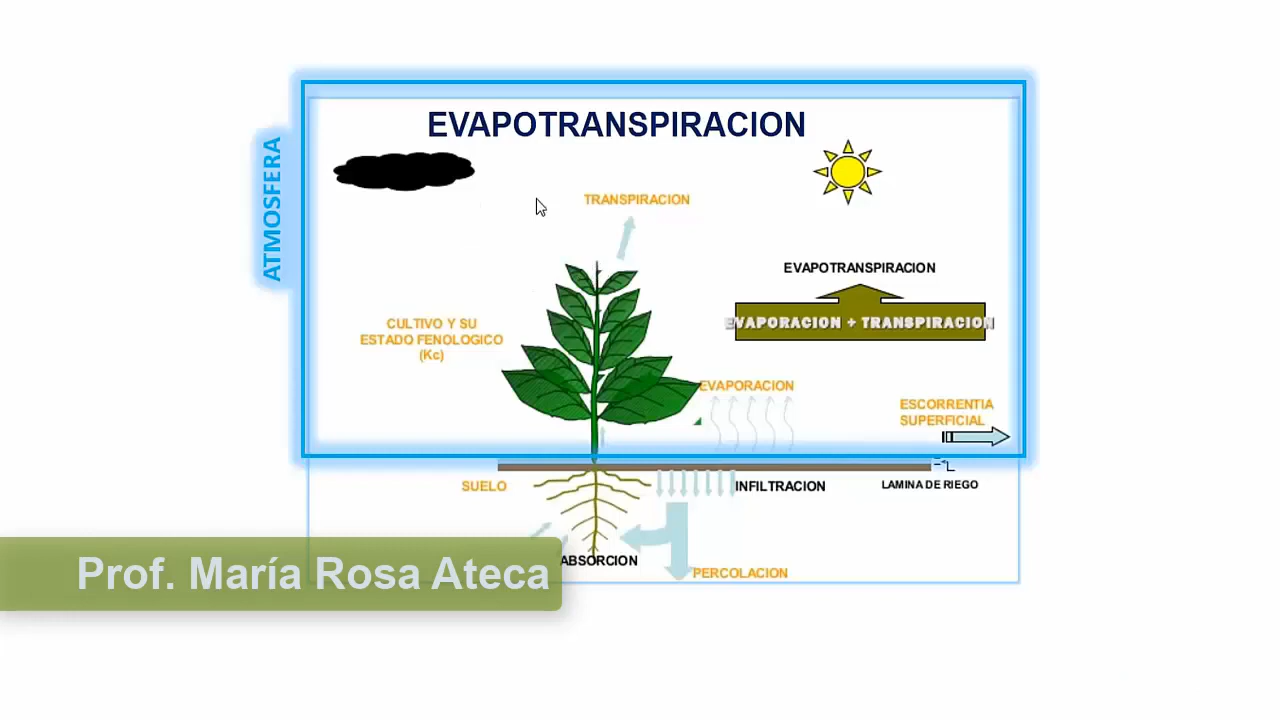 EVAPOTRANSPIRACION
ATMOSFERA
TRANSPIRACION
EVAPOTRANSPIRACION
EVAPORACION + TRANSPIRACION
CULTIVO Y SU
ESTADO FENOLOGICO
(Kc)
EVAPORACION
ESCORRENTIA
SUPERFICIAL
SUELO
INFILTRACION
LAMINA DE RIEGO
ABSORCION
PERCOLACION
Prof. María Rosa Ateca